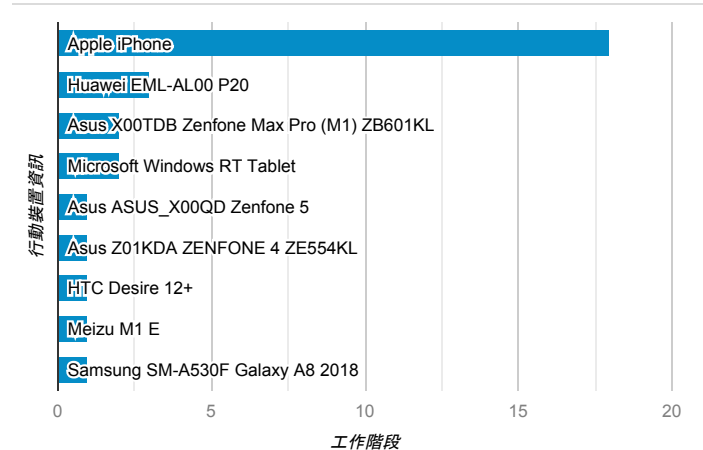 Apple iPhone
Huawei EML-AL00 P20
Asus X00TDB Zenfone Max Pro (M1) ZB601KL
Microsoft Windows RT Tablet
Asus ASUS_X00QD Zenfone 5
Asus Z01KDA ZENFONE 4 ZE554KL
HTC Desire 12+
Meizu M1 E
Samsung SM-A530F Galaxy A8 2018
行動裝置資訊
0 5 10 15 20
工作階段